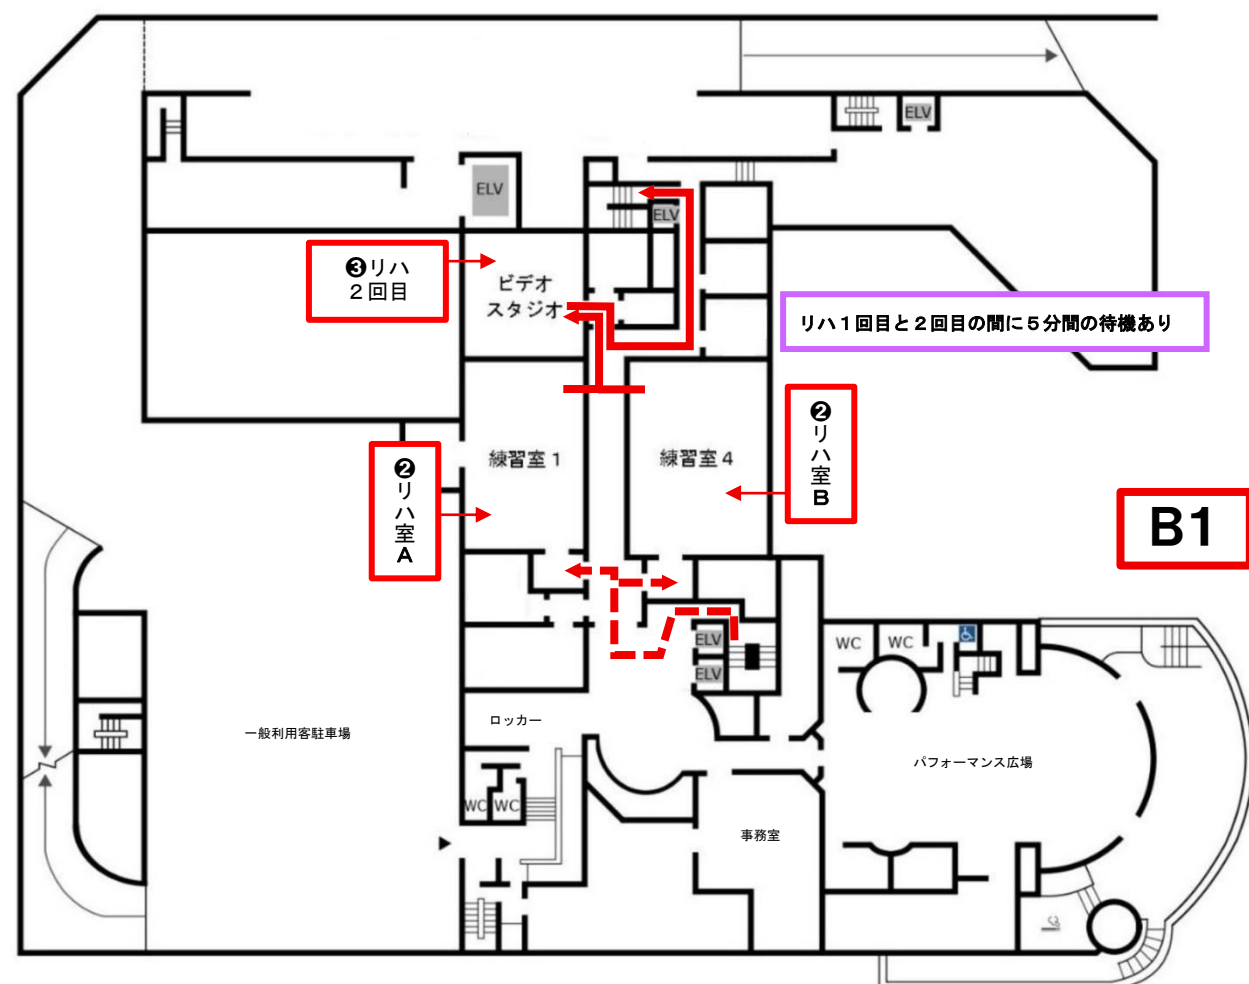 ELV
ELV
ELV
❸リハ
２回目
ビデオ
スタジオ
リハ１回目と２回目の間に５分間の待機あり
❷
リ
ハ
室
A
練習室１
練習室４
❷
リ
ハ
室
B
B1
ELV
ELV
WC
WC
ロッカー
一般利用客駐車場
パフォーマンス広場
WC
WC
事務室